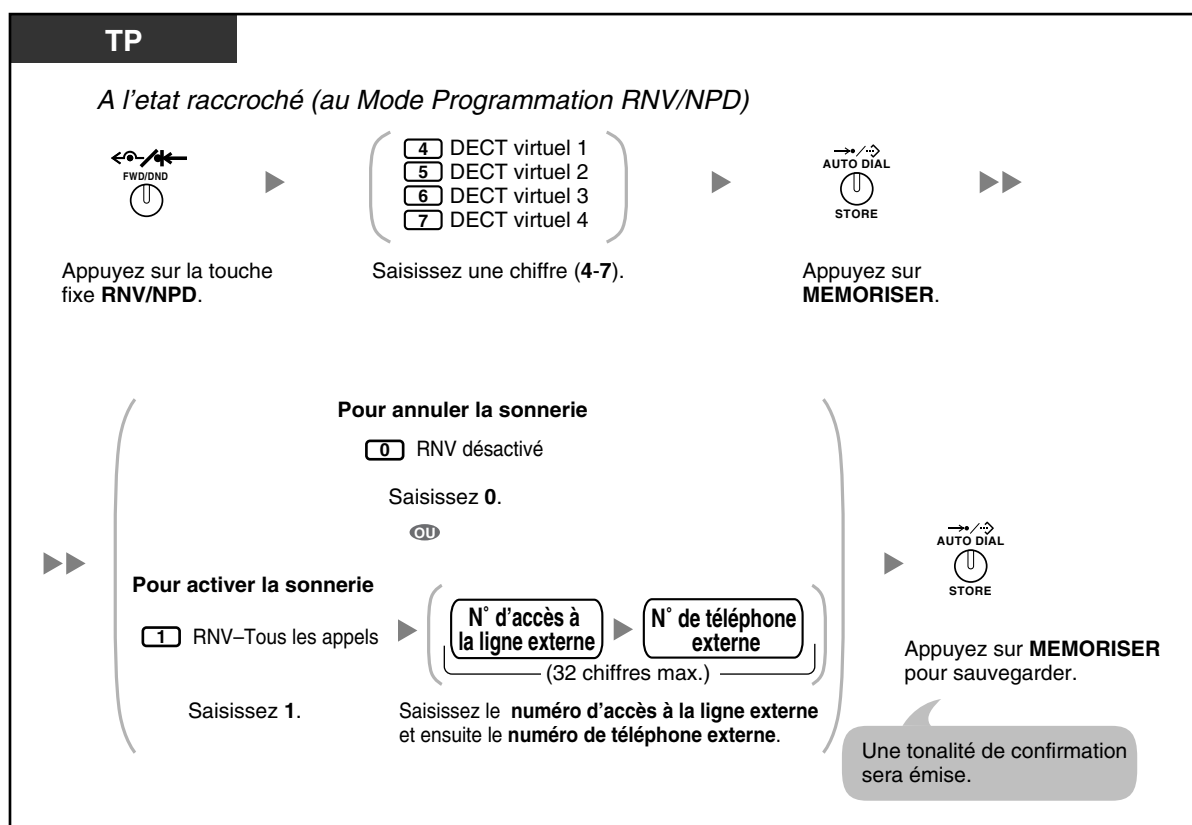 TP
A l'etat raccroché (au Mode Programmation RNV/NPD)
FWD/DND
4 DECT virtuel 1
5 DECT virtuel 2
6 DECT virtuel 3
7 DECT virtuel 4
AUTO DIAL
STORE
Appuyez sur la touche
fixe RNV/NPD.
Saisissez une chiffre (4-7).
Appuyez sur
MEMORISER.
Pour annuler la sonnerie
0 RNV désactivé
Saisissez 0.
OU
Pour activer la sonnerie
1 RNV–Tous les appels
N° d'accès à
la ligne externe
N° de téléphone
externe
(32 chiffres max.)
Saisissez 1.
Saisissez le numéro d'accès à la ligne externe
et ensuite le numéro de téléphone externe.
AUTO DIAL
STORE
Appuyez sur MEMORISER
pour sauvegarder.
Une tonalité de confirmation
sera émise.